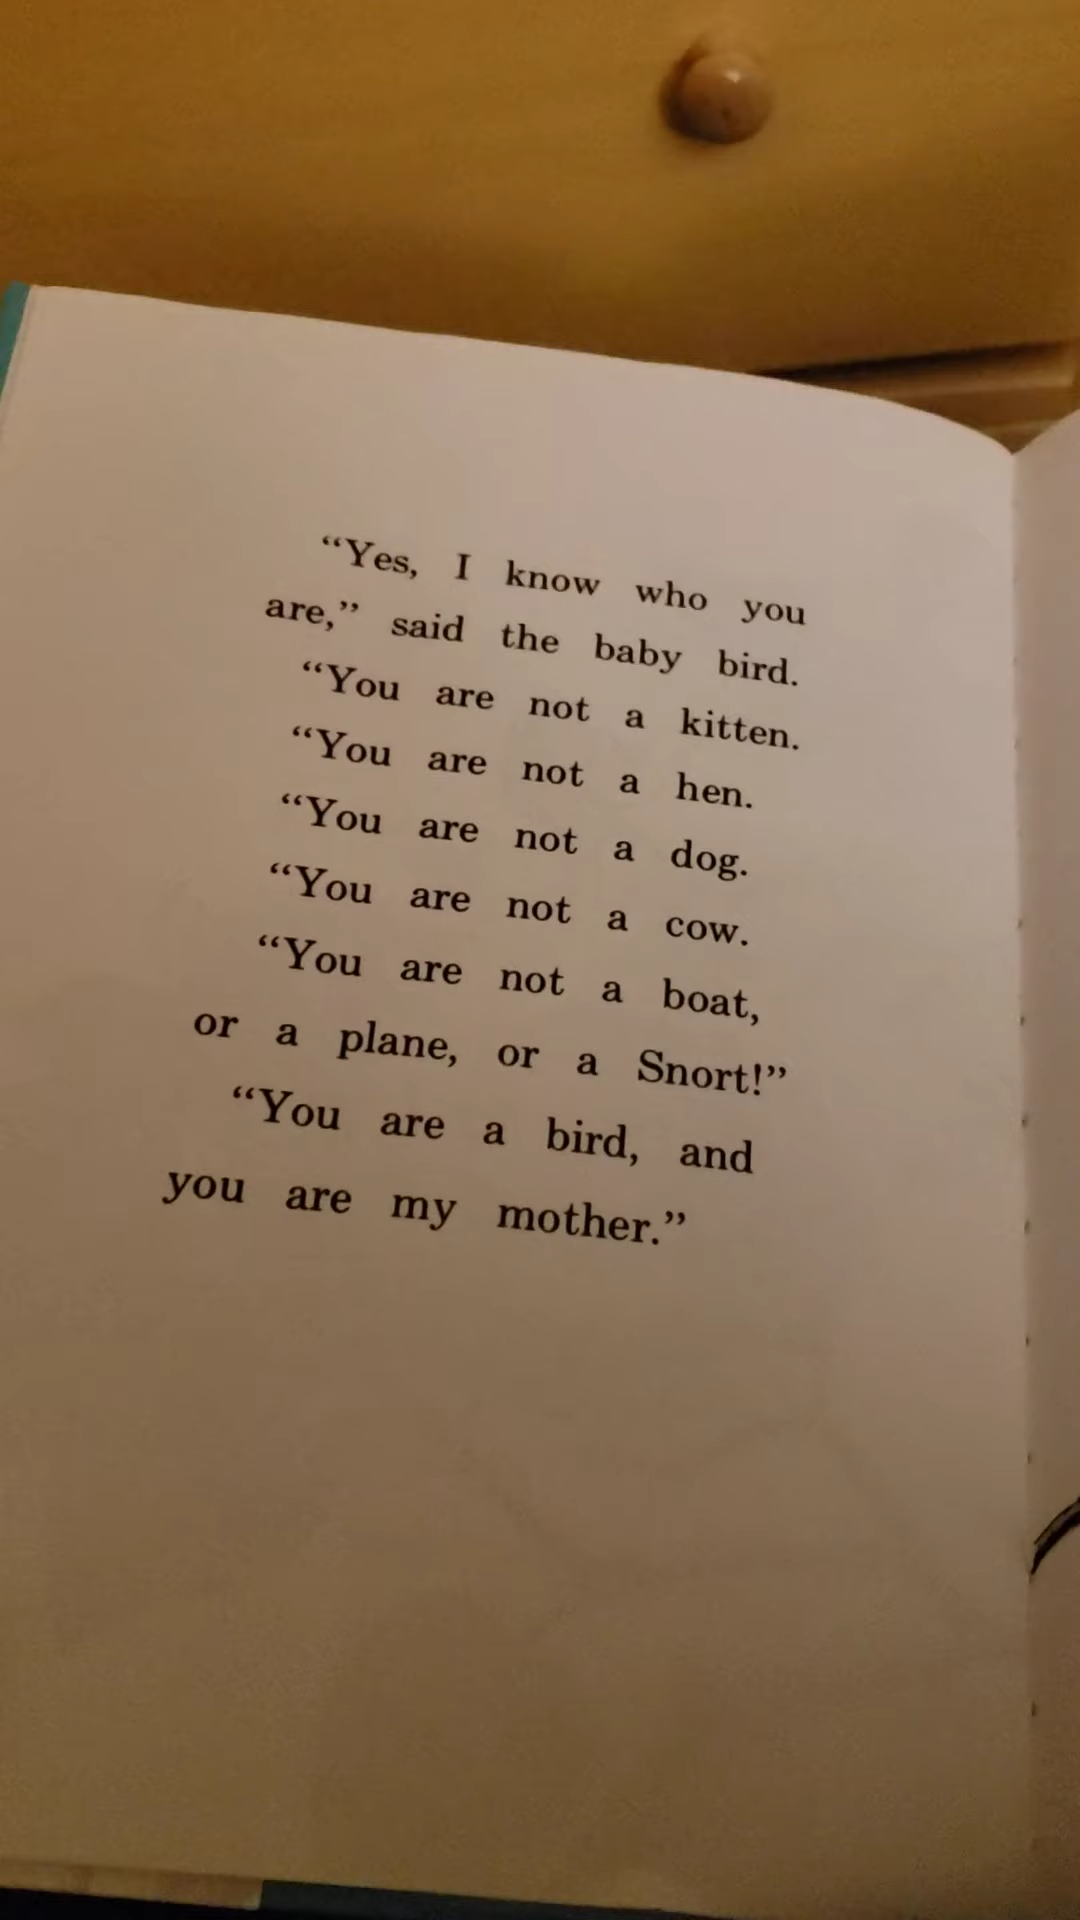 “Yes, I know who you
are,” said the baby bird.
“You are not a kitten.
“You are not a hen.
“You are not a dog.
“You are not a cow.
“You are not a boat,
or a plane, or a Snort!”
“You are a bird, and
you are my mother.”